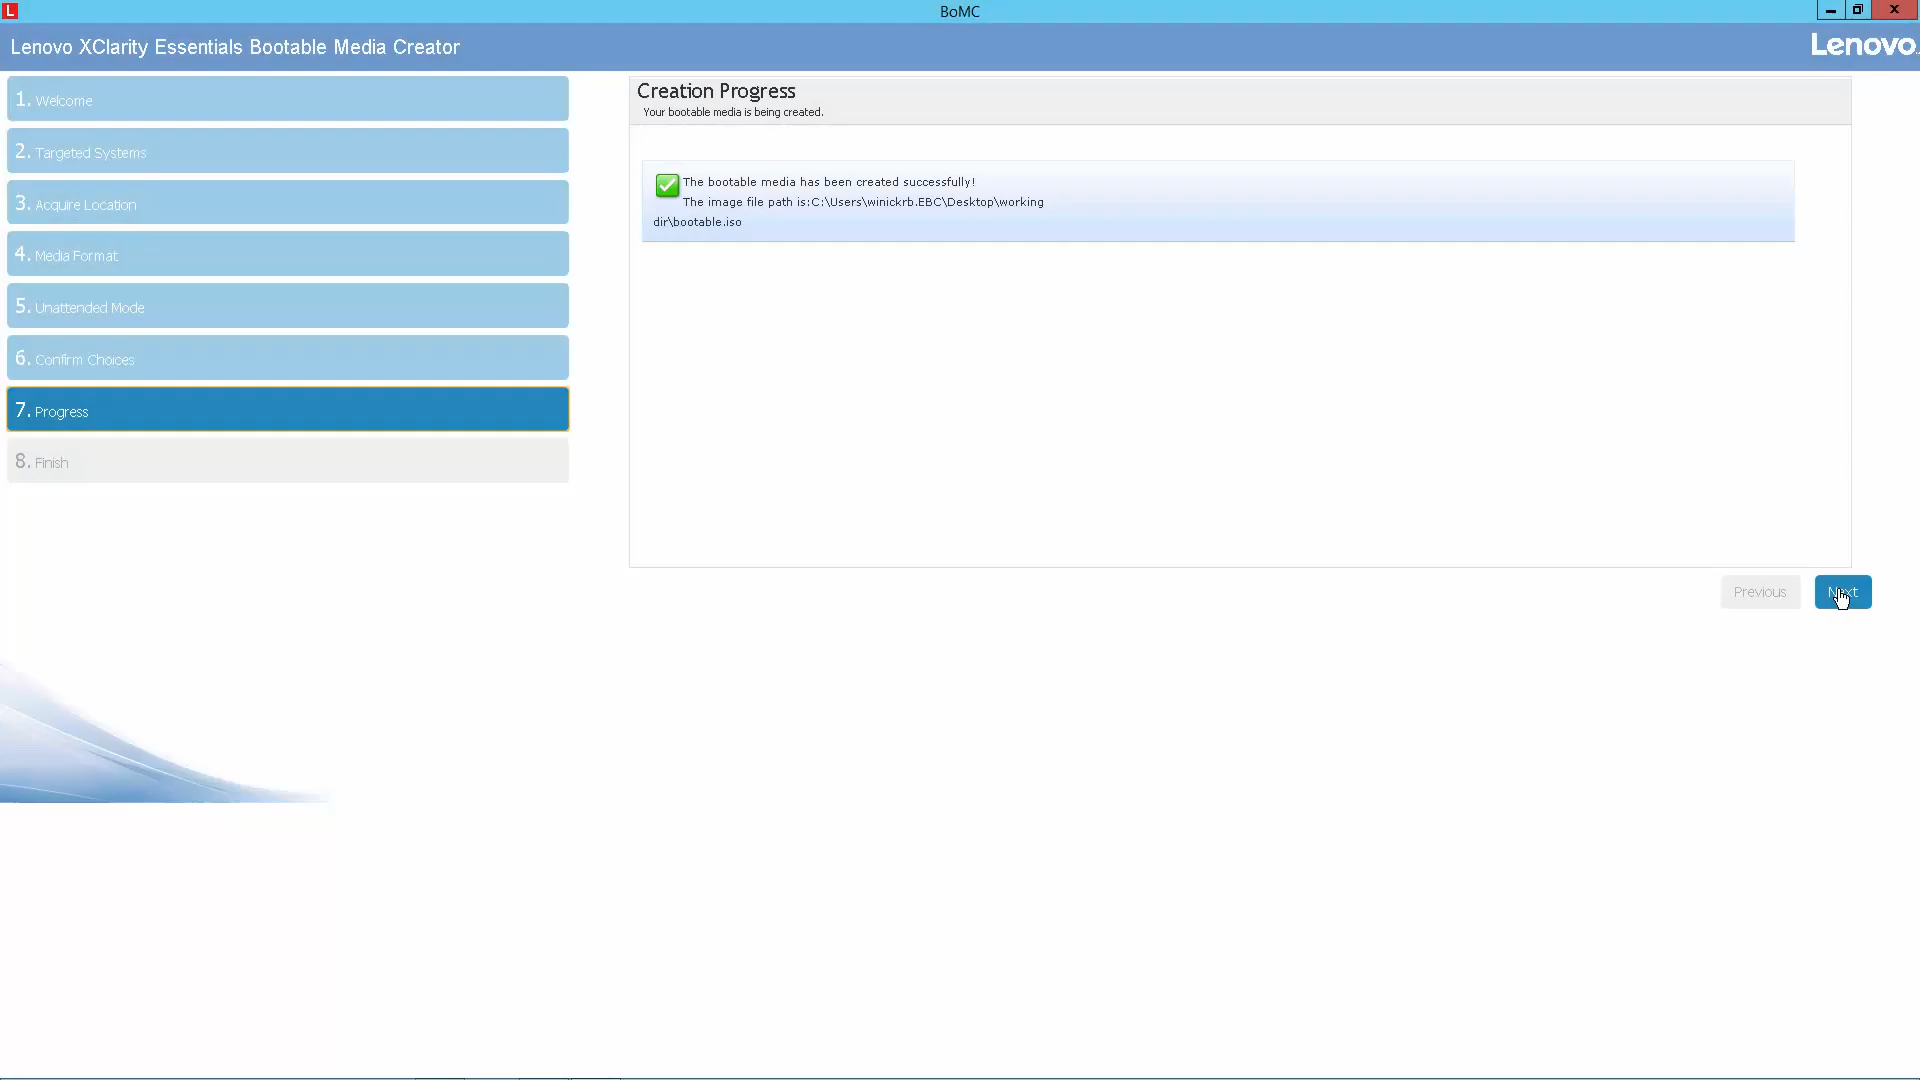 L
BoMC
Lenovo XClarity Essentials Bootable Media Creator
Lenovo
1. Welcome
2. Targeted Systems
3. Acquire Location
4. Media Format
5. Unattended Mode
6. Confirm Choices
7. Progress
8. Finish
Creation Progress
Your bootable media is being created.
The bootable media has been created successfully!
The image file path is:C:\Users\winickrb.EBC\Desktop\working
dir\bootable.iso
Previous
Next